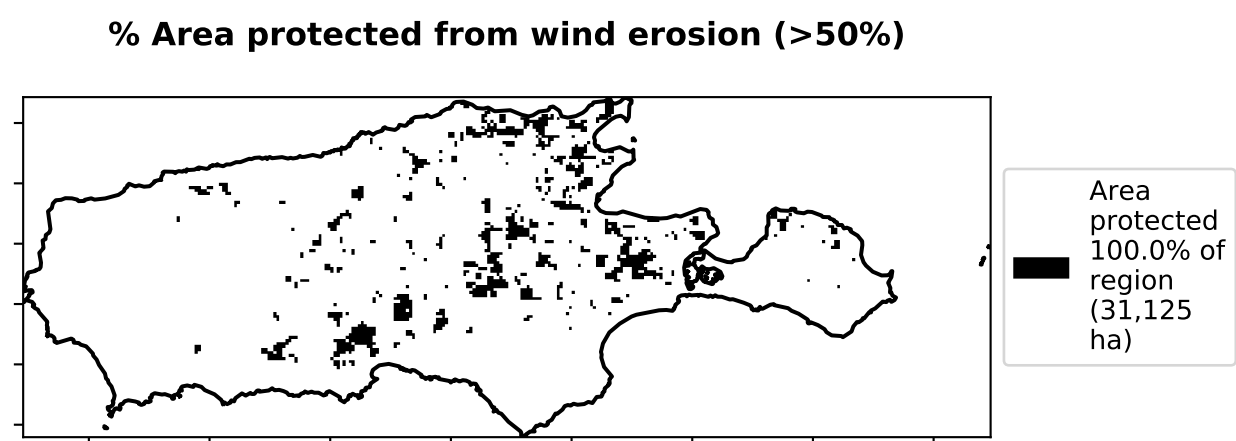 % Area protected from wind erosion (>50%)
Area
protected
100.0% of
region
(31,125
ha)